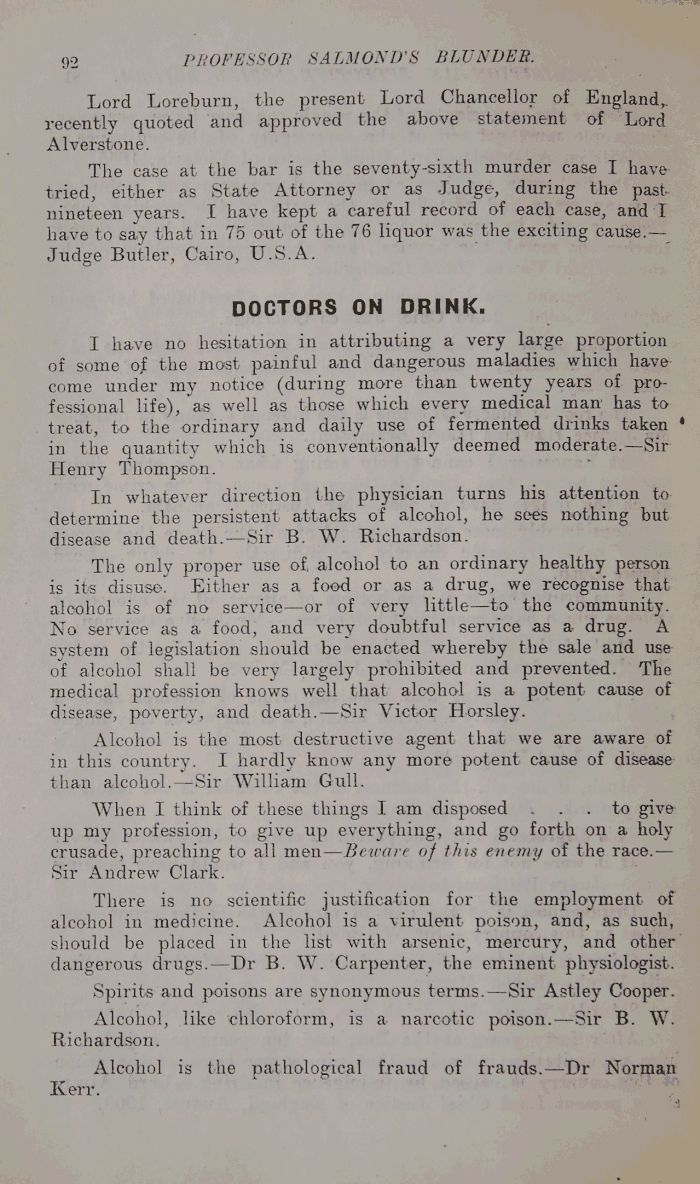 92 PROFESSOR SALMOND'S BLUNDER.
Lord Loreburn, the present Lord Chancellor of England,
recently quoted and approved the above statement of Lord
Alverstone.
The case at the bar is the seventy-sixth murder case I have
tried, either as State Attorney or as Judge, during the past
nineteen years. I have kept a careful record of each case, and I
have to say that in 75 out of the 76 liquor was the exciting cause.—
Judge Butler, Cairo, U.S.A.
DOCTORS ON DRINK.
I have no hesitation in attributing a very large proportion
of some of the most painful and dangerous maladies which have
come under my notice (during more than twenty years of pro-
fessional life), as well as those which every medical man has to
treat, to the ordinary and daily use of fermented drinks taken
in the quantity which is conventionally deemed moderate.—Sir
Henry Thompson.
In whatever direction the physician turns his attention to
determine the persistent attacks of alcohol, he sees nothing but
disease and death.—Sir B. W. Richardson.
The only proper use of alcohol to an ordinary healthy person
is its disuse. Either as a food or as a drug, we recognise that
alcohol is of no service—or of very little—to the community.
No service as a food, and very doubtful service as a drug. A
system of legislation should be enacted whereby the sale and use
of alcohol shall be very largely prohibited and prevented. The
medical profession knows well that alcohol is a potent cause of
disease, poverty, and death.—Sir Victor Horsley.
Alcohol is the most destructive agent that we are aware of
in this country. I hardly know any more potent cause of disease
than alcohol.—Sir William Gull.
When I think of these things I am disposed . . . to give
up my profession, to give up everything, and go forth on a holy
crusade, preaching to all men—Beware of this enemy of the race.—
Sir Andrew Clark.
There is no scientific justification for the employment of
alcohol in medicine. Alcohol is a virulent poison, and, as such,
should be placed in the list with arsenic, mercury, and other
dangerous drugs.—Dr B. W. Carpenter, the eminent physiologist.
Spirits and poisons are synonymous terms.—Sir Astley Cooper.
Alcohol, like chloroform, is a narcotic poison.—Sir B. W.
Richardson.
Alcohol is the pathological fraud of frauds.—Dr Norman
Kerr.